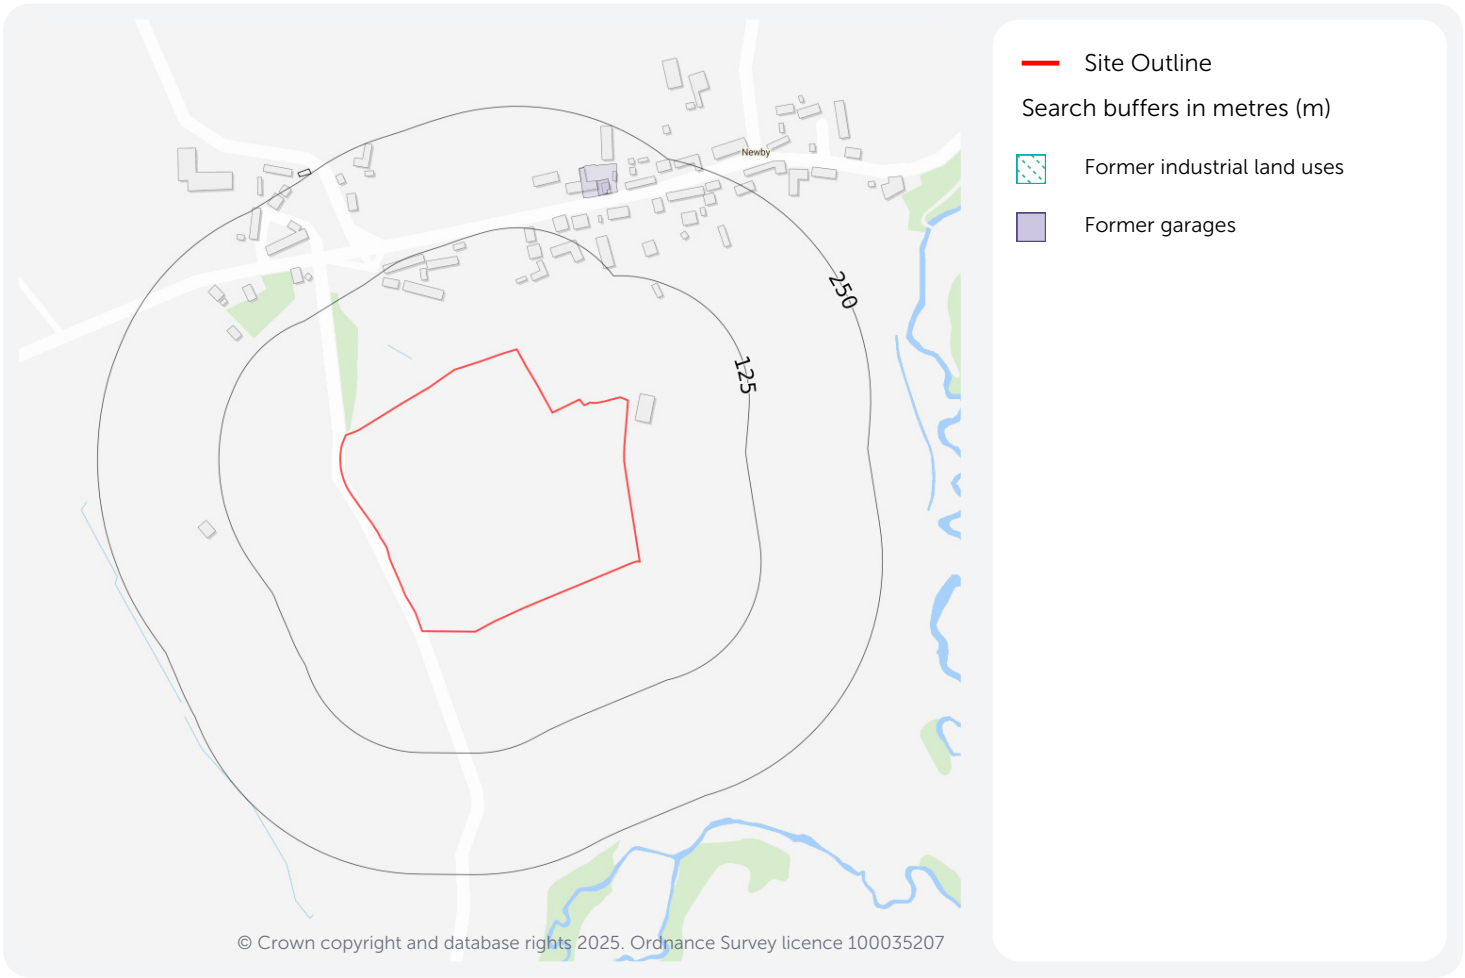 Newby
250
125
© Crown copyright and database rights 2025. Ordnance Survey licence 100035207
Site Outline
Search buffers in metres (m)
Former industrial land uses
Former garages